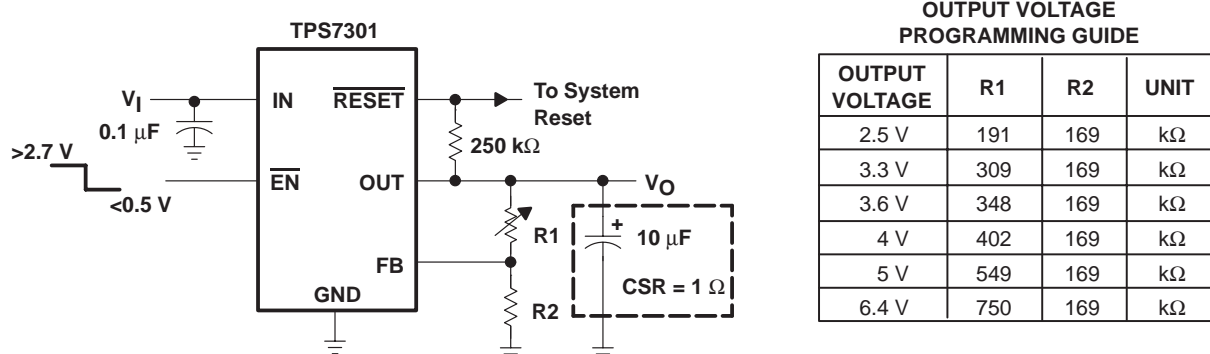 TPS7301
VI
0.1 μF
IN
RESET
To System
Reset
250 kΩ
>2.7 V
<0.5 V
EN
OUT
VO
R1
+
10 μF
FB
CSR = 1 Ω
GND
R2
OUTPUT VOLTAGE
PROGRAMMING GUIDE
OUTPUT VOLTAGE R1 R2 UNIT
2.5 V 191 169 kΩ
3.3 V 309 169 kΩ
3.6 V 348 169 kΩ
4 V 402 169 kΩ
5 V 549 169 kΩ
6.4 V 750 169 kΩ